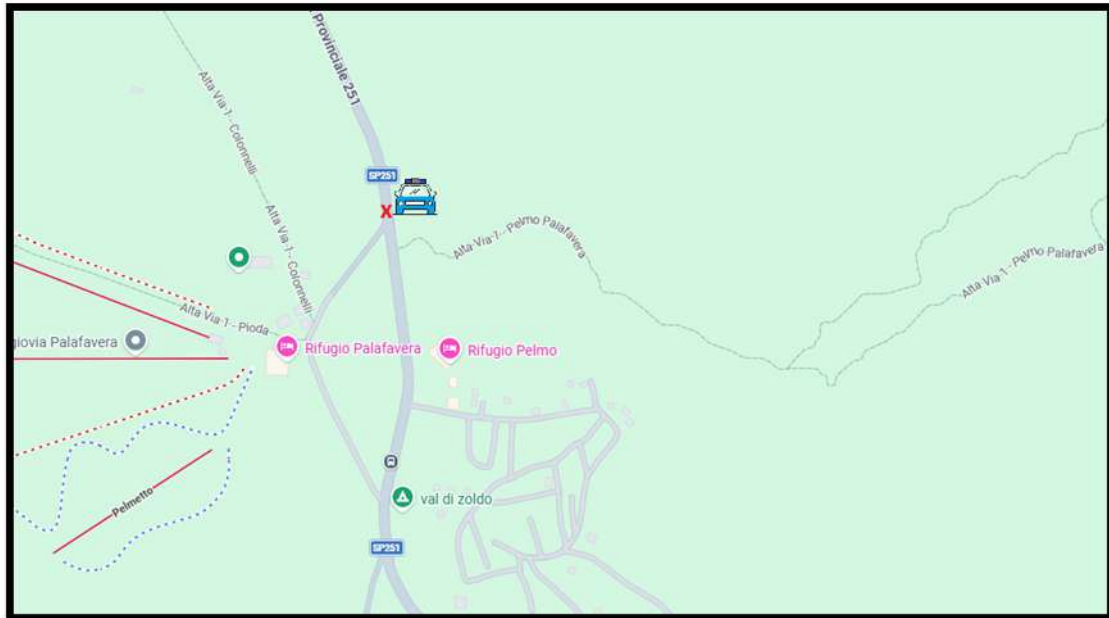 Provinciale 251
Alta Via 1 - Colonnelli
SP251
X
Alta Via 1 - Colonnelli
Alta Via 1 - Pelmo Palafavera
Alta Via 1 - Pelmo Palafavera
Alta Via 1 - Pioda
giovia Palafavera
Rifugio Palafavera
Rifugio Pelmo
Pelmetto
val di zoldo
SP251